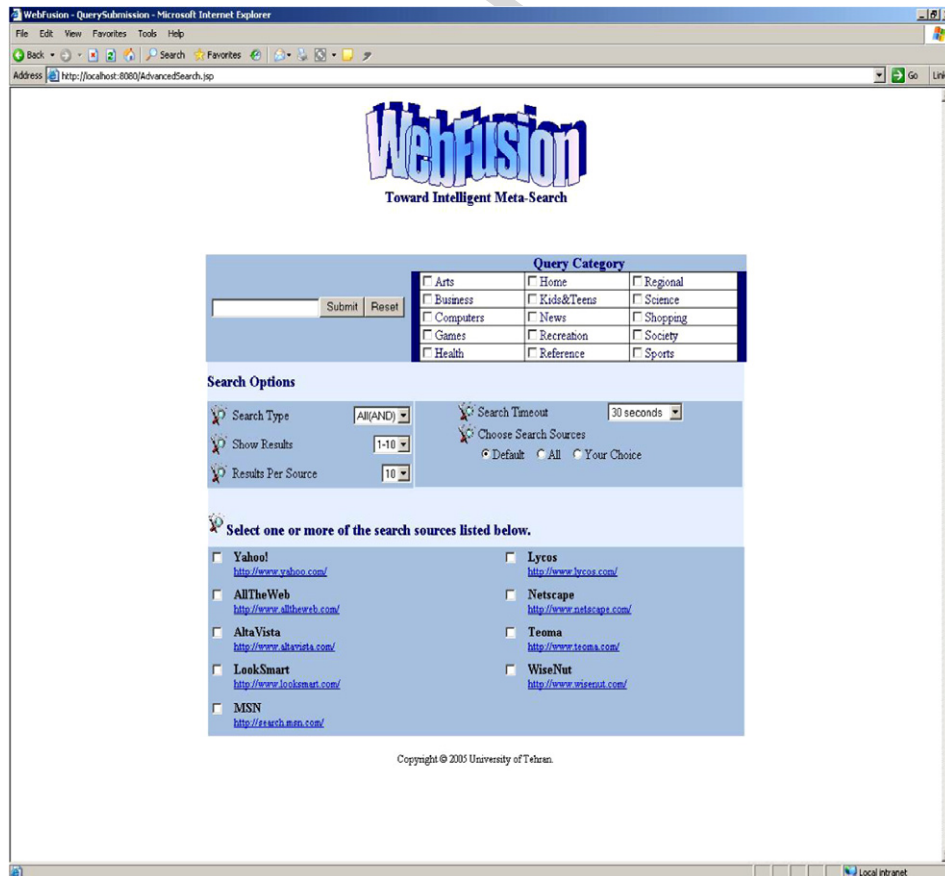 WebFusion - QuerySubmission - Microsoft Internet Explorer
File Edit View Favorites Tools Help
Back Search Favorites
Address http://localhost:8080/AdvancedSearch.jsp Go
WebFusion
Toward Intelligent Meta-Search
Query Category
Arts Home Regional
Business Kids&Teens Science
Submit Reset
Computers News Shopping
Games Recreation Society
Health Reference Sports
Search Options
Search Type All(AND) Search Timeout 30 seconds
Show Results 1-10 Choose Search Sources
Default All Your Choice
Results Per Source 10
Select one or more of the search sources listed below.
Yahoo! Lycos
http://www.yahoo.com/ http://www.lycos.com/
AllTheWeb Netscape
http://www.alltheweb.com/ http://www.netscape.com/
AltaVista Teoma
http://www.altavista.com/ http://www.teoma.com/
LookSmart WiseNut
http://www.looksmart.com/ http://www.wisenut.com/
MSN
http://search.msn.com/
Copyright © 2005 University of Tehran.
Local intranet